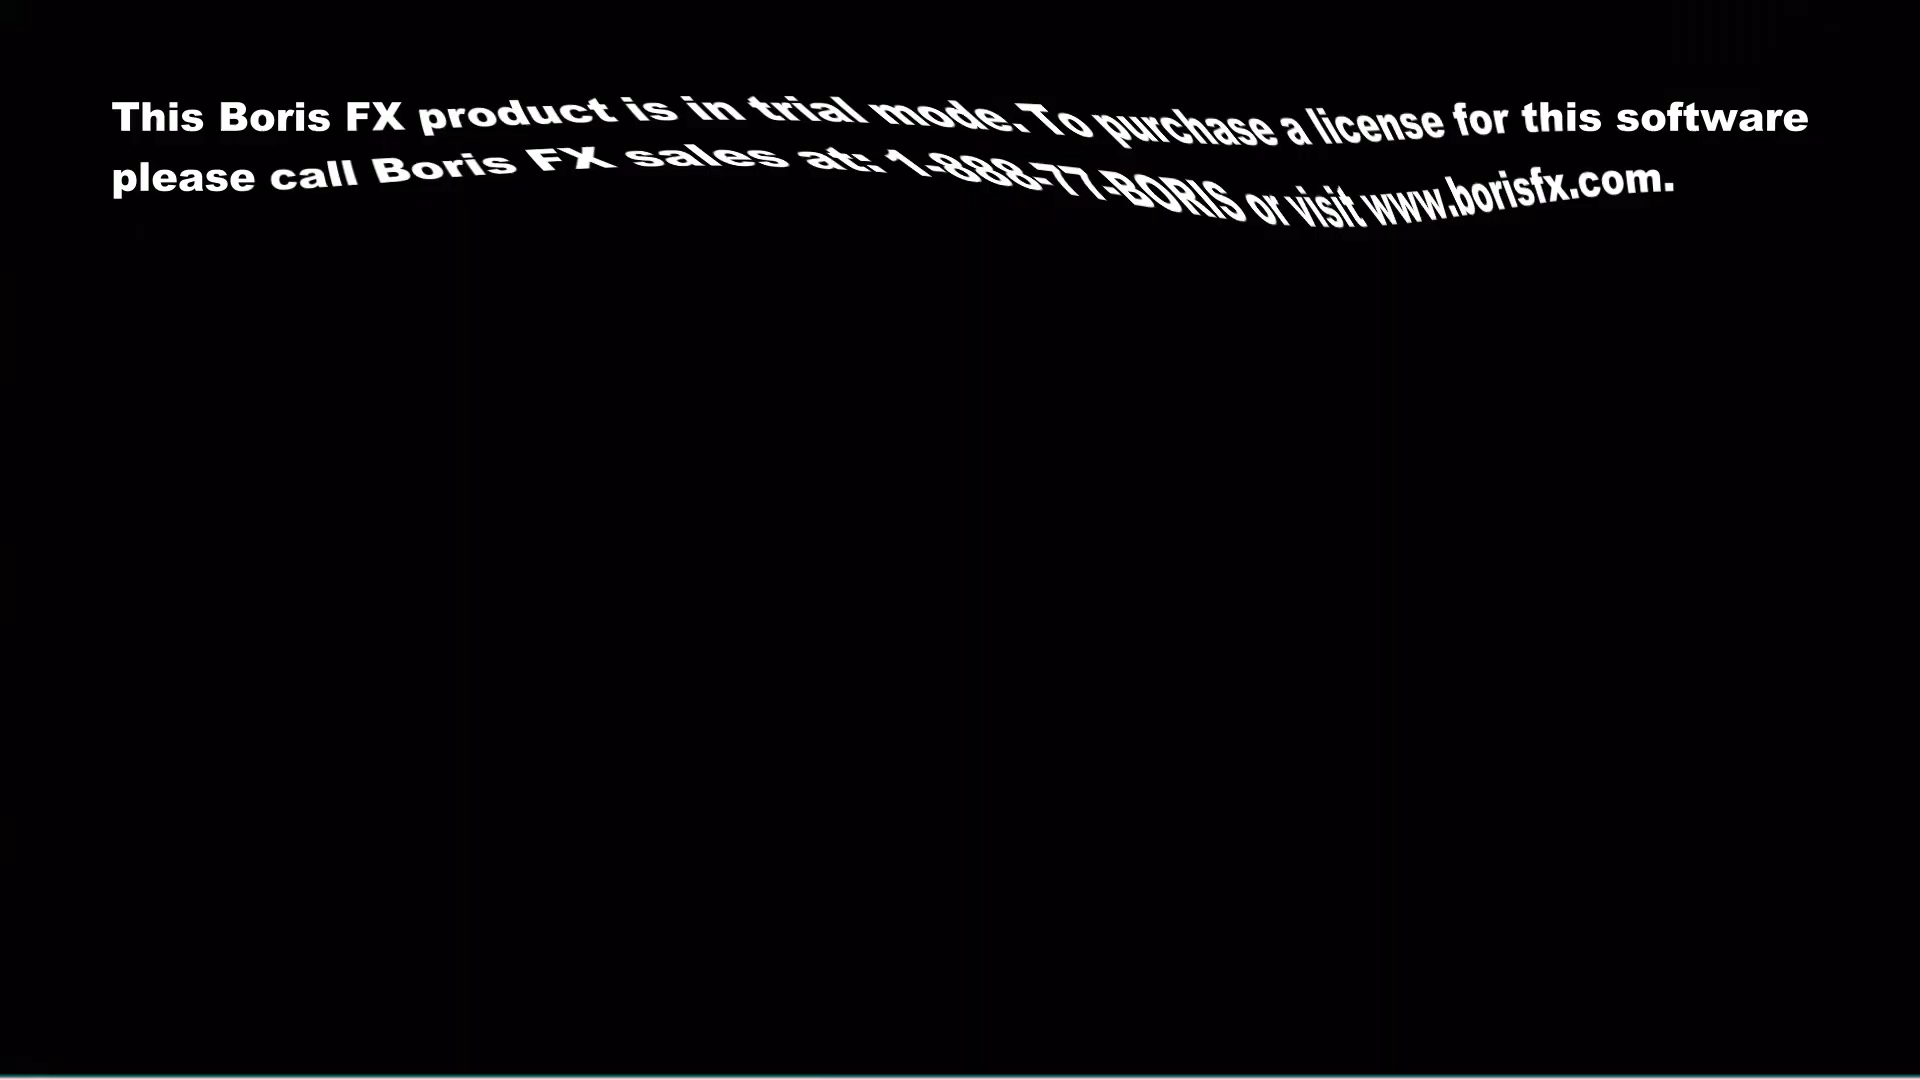 This Boris FX product is in trial mode. To purchase a license for this software
please call Boris FX sales at: 1-888-77-BORIS or visit www.borisfx.com.